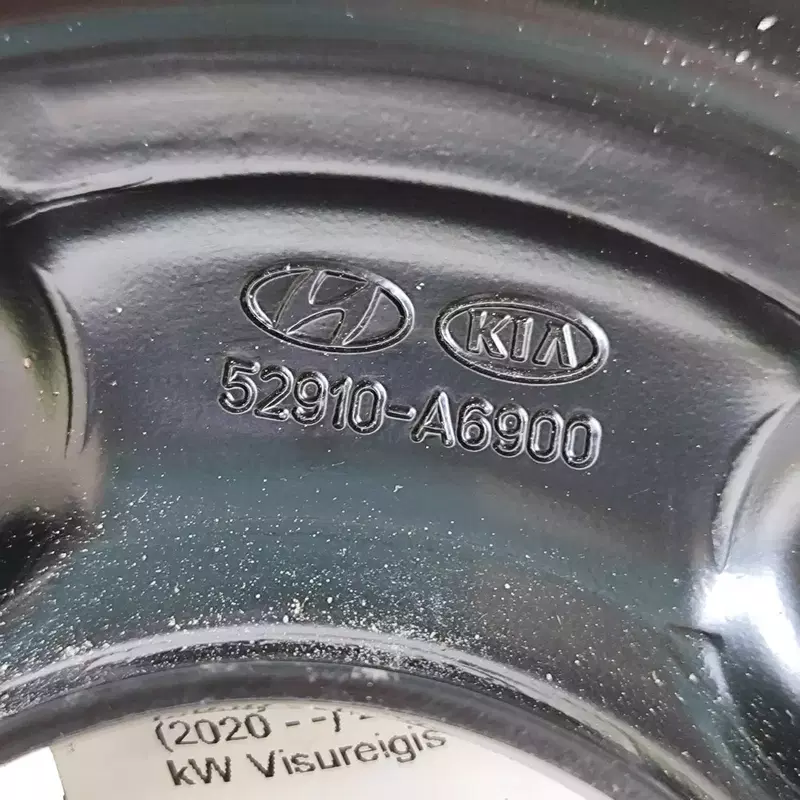 KIA
52910-A6900
(2020 - -/
kW Visureigis